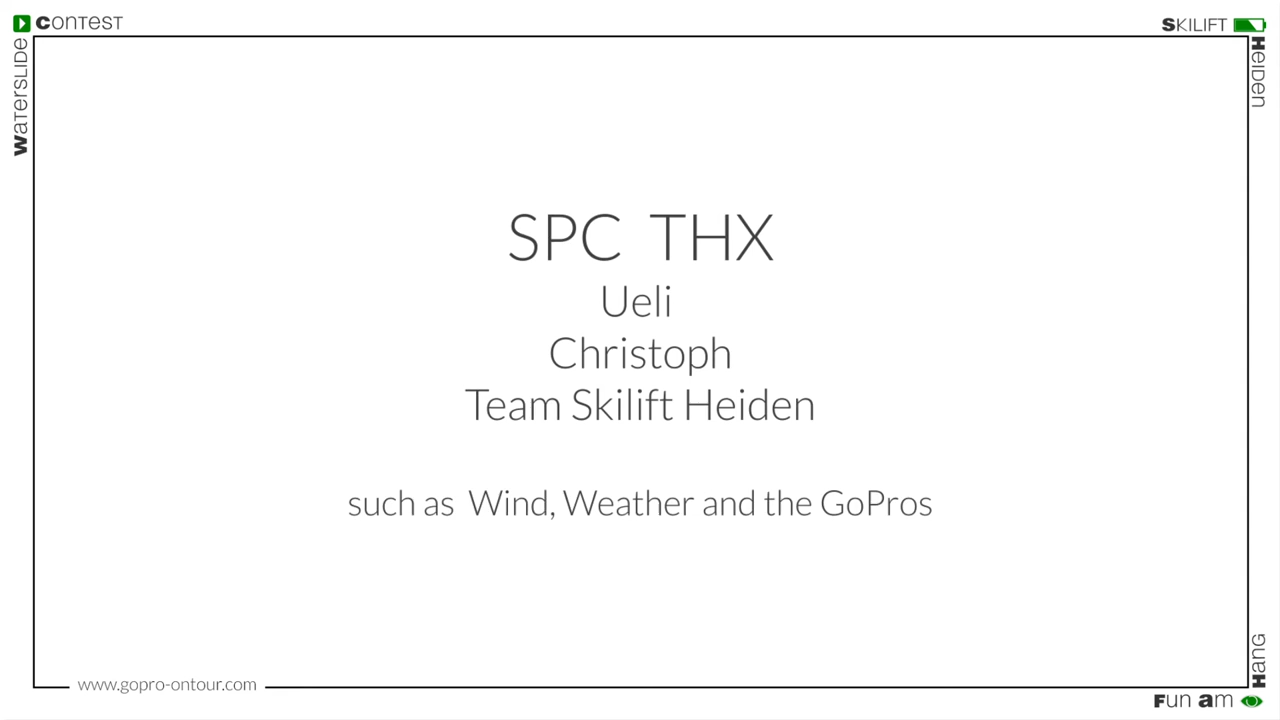 Contest
Waterslide
Skilift
Heiden
SPC THX
Ueli
Christoph
Team Skilift Heiden
such as Wind, Weather and the GoPros
www.gopro-ontour.com
Fun am
Hang